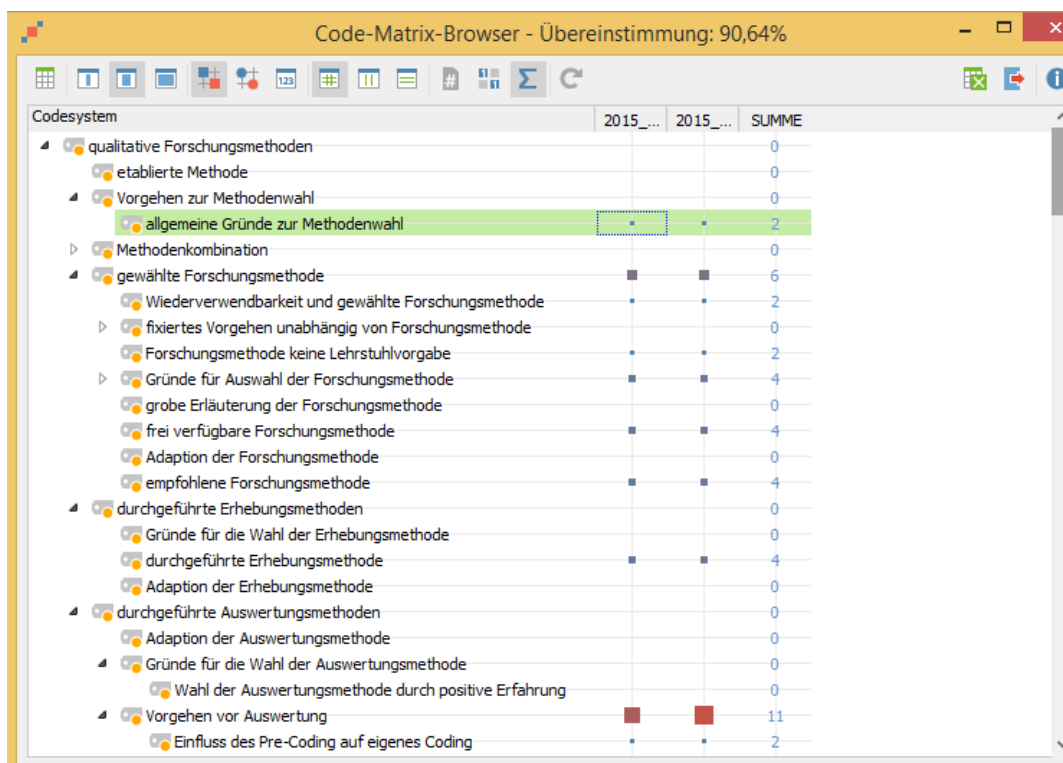 Code-Matrix-Browser - Übereinstimmung: 90,64%
123
#
#
Σ
Codesystem 2015_... 2015_... SUMME
qualitative Forschungsmethoden 0
etablierte Methode 0
Vorgehen zur Methodenwahl 0
allgemeine Gründe zur Methodenwahl 2
Methodenkombination 0
gewählte Forschungsmethode 6
Wiederverwendbarkeit und gewählte Forschungsmethode 2
fixiertes Vorgehen unabhängig von Forschungsmethode 0
Forschungsmethode keine Lehrstuhlvorgabe 2
Gründe für Auswahl der Forschungsmethode 4
grobe Erläuterung der Forschungsmethode 0
frei verfügbare Forschungsmethode 4
Adaption der Forschungsmethode 0
empfohlene Forschungsmethode 4
durchgeführte Erhebungsmethoden 0
Gründe für die Wahl der Erhebungsmethode 0
durchgeführte Erhebungsmethode 4
Adaption der Erhebungsmethode 0
durchgeführte Auswertungsmethoden 0
Adaption der Auswertungsmethode 0
Gründe für die Wahl der Auswertungsmethode 0
Wahl der Auswertungsmethode durch positive Erfahrung 0
Vorgehen vor Auswertung 11
Einfluss des Pre-Coding auf eigenes Coding 2